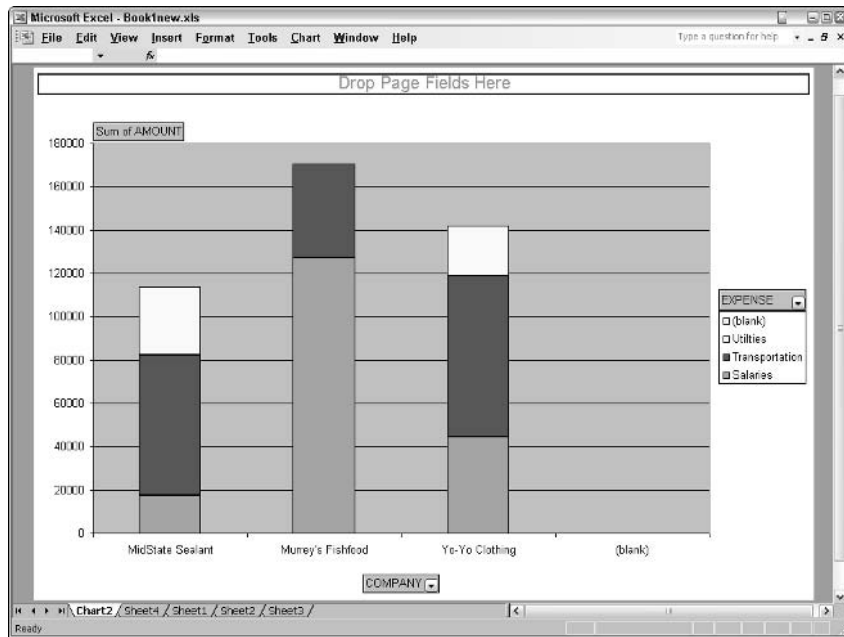 Microsoft Excel - Book1new.xls
File Edit View Insert Format Tools Chart Window Help
Type a question for help
fx
Drop Page Fields Here
Sum of AMOUNT
180000
160000
140000
120000
100000
80000
60000
40000
20000
0
EXPENSE
(blank)
Utilties
Transportation
Salaries
MidState Sealant Murrey's Fishfood Yo-Yo Clothing (blank)
COMPANY
Chart2 / Sheet4 / Sheet1 / Sheet2 / Sheet3 /
Ready